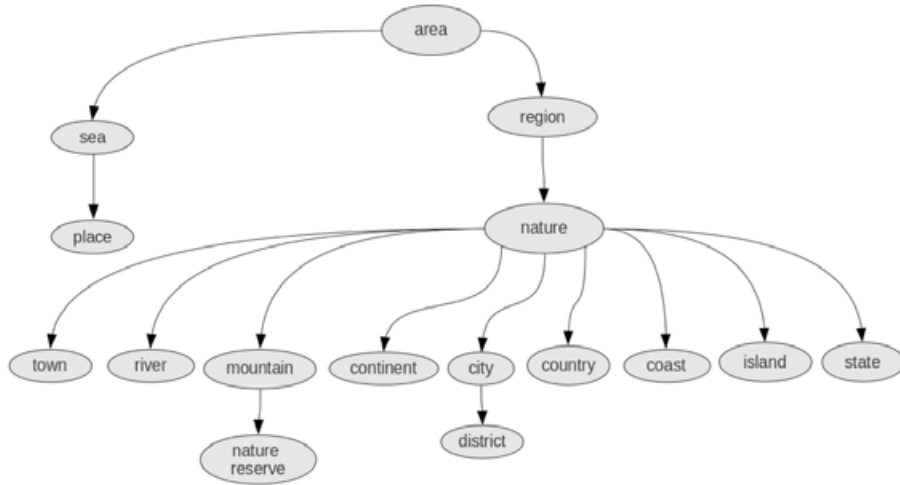 area
region
sea
nature
place
town
river
mountain
continent
city
country
coast
island
state
district
nature
reserve